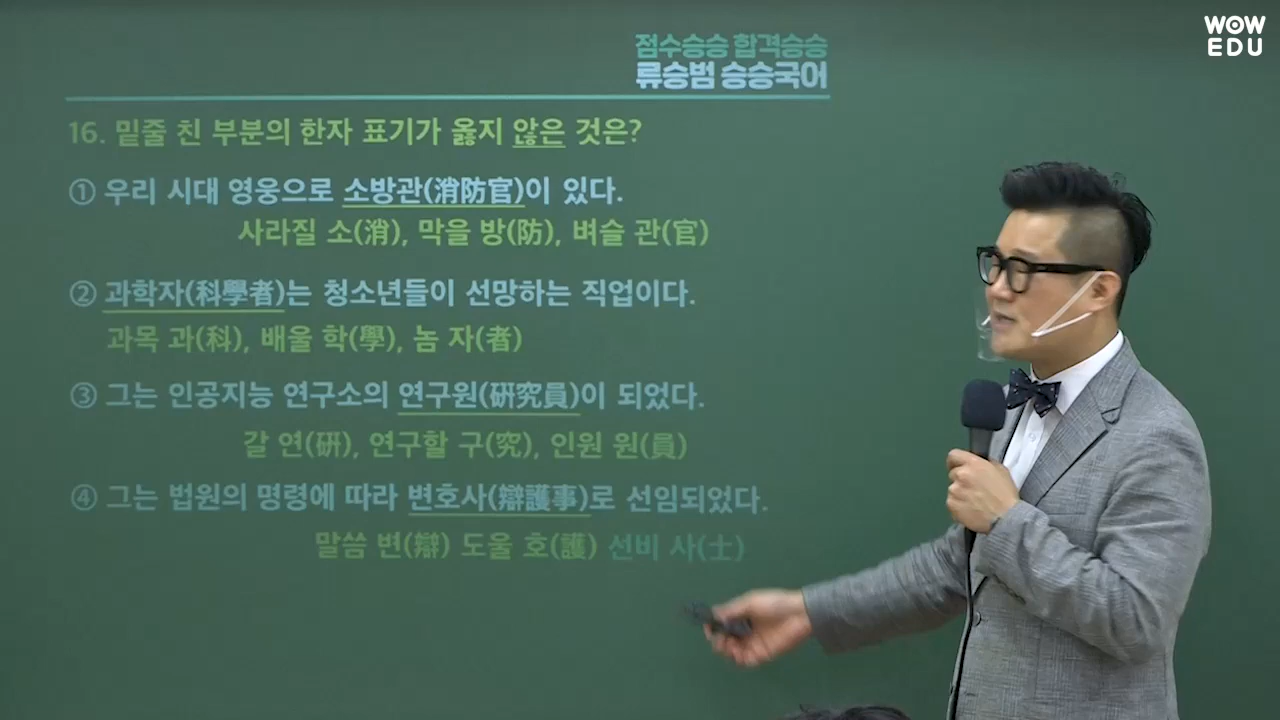 WOW
EDU
점수승승 합격승승
류승범 승승국어
16. 밑줄 친 부분의 한자 표기가 옳지 않은 것은?
① 우리 시대 영웅으로 소방관(消防官)이 있다.
사라질 소(消), 막을 방(防), 벼슬 관(官)
② 과학자(科學者)는 청소년들이 선망하는 직업이다.
과목 과(科), 배울 학(學), 놈 자(者)
③ 그는 인공지능 연구소의 연구원(硏究員)이 되었다.
갈 연(硏), 연구할 구(究), 인원 원(員)
④ 그는 법원의 명령에 따라 변호사(辯護事)로 선임되었다.
말씀 변(辯) 도울 호(護) 선비 사(士)